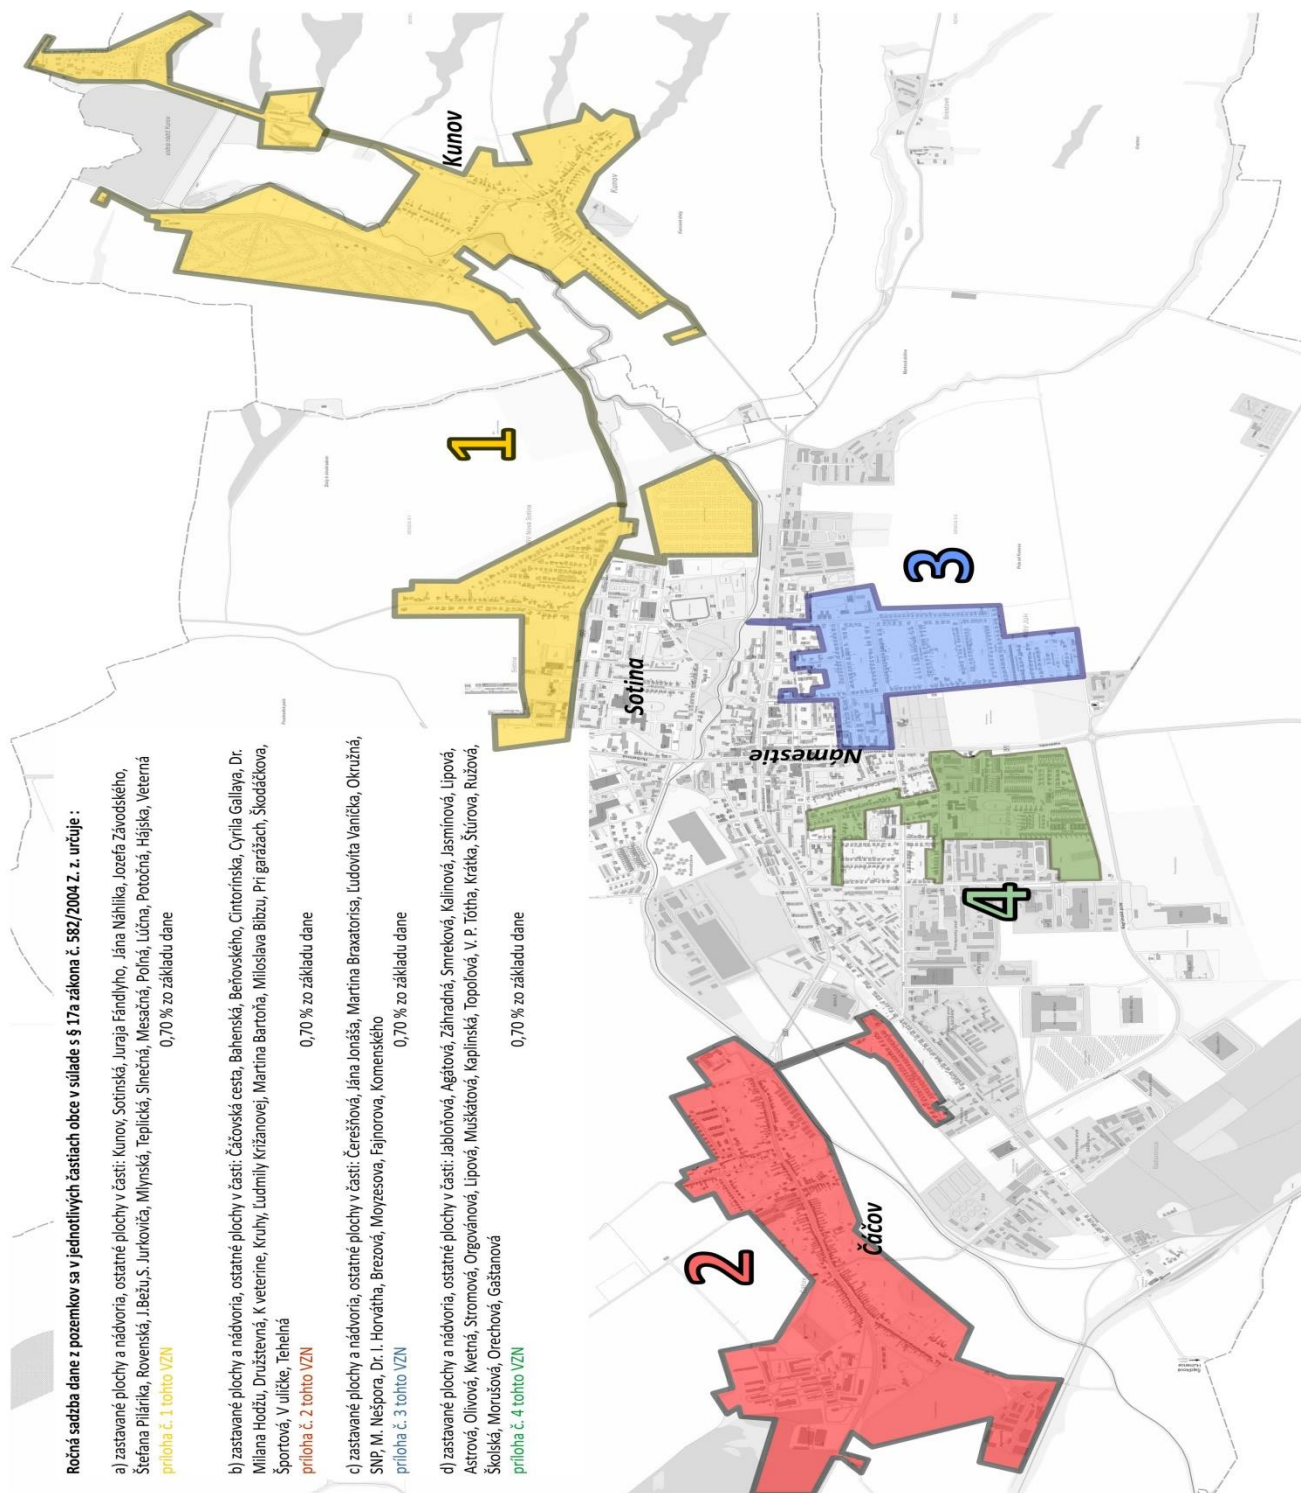 Ročná sadzba dane z pozemkov sa v jednotlivých častiach obce v súlade s § 17a zákona č. 582/2004 Z. z. určuje :
a) zastavané plochy a nádvoria, ostatné plochy v časti: Kunov, Sotinská, Juraja Fándlyho, Jána Náhlika, Jozefa Závodského,
Štefana Pilárika, Rovenská, J.Bežu,S. Jurkoviča, Mlynská, Teplická, Slnečná, Mesačná, Poľná, Lúčna, Potočná, Hájska, Veterná
príloha č. 1 tohto VZN 0,70 % zo základu dane
b) zastavané plochy a nádvoria, ostatné plochy v časti: Čáčovská cesta, Bahenská, Beňovského, Cintorínska, Cyrila Gallaya, Dr.
Milana Hodžu, Družstevná, K veterine, Kruhy, Ľudmily Križanovej, Martina Bartoňa, Miloslava Bibzu, Pri garážach, Škodáčkova,
Športová, V uličke, Tehelná
príloha č. 2 tohto VZN 0,70 % zo základu dane
c) zastavané plochy a nádvoria, ostatné plochy v časti: Čerešňová, Jána Jonáša, Martina Braxatorisa, Ľudovíta Vaníčka, Okružná,
SNP, M. Nešpora, Dr. I. Horvátha, Brezová, Moyzesova, Fajnorova, Komenského
príloha č. 3 tohto VZN 0,70 % zo základu dane
d) zastavané plochy a nádvoria, ostatné plochy v časti: Jabloňová, Agátová, Záhradná, Smreková, Kalinová, Jasmínová, Lipová,
Astrová, Olivová, Kvetná, Stromová, Orgovánová, Lipová, Muškátová, Kaplinská, Topoľová, V. P. Tótha, Krátka, Štúrova, Ružová,
Školská, Morušová, Orechová, Gaštanová
príloha č. 4 tohto VZN 0,70 % zo základu dane
1
2
3
4
Kunov
Kunov
Sotina
Sotina
Námestie
Čáčov